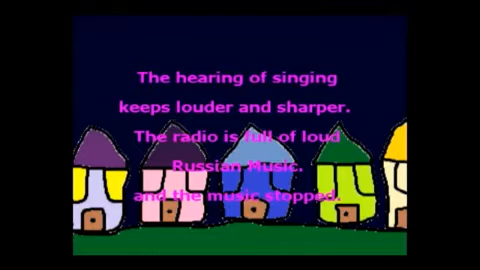 The hearing of singing
keeps louder and sharper.
The radio is full of loud
Russian Music.
and the music stopped.